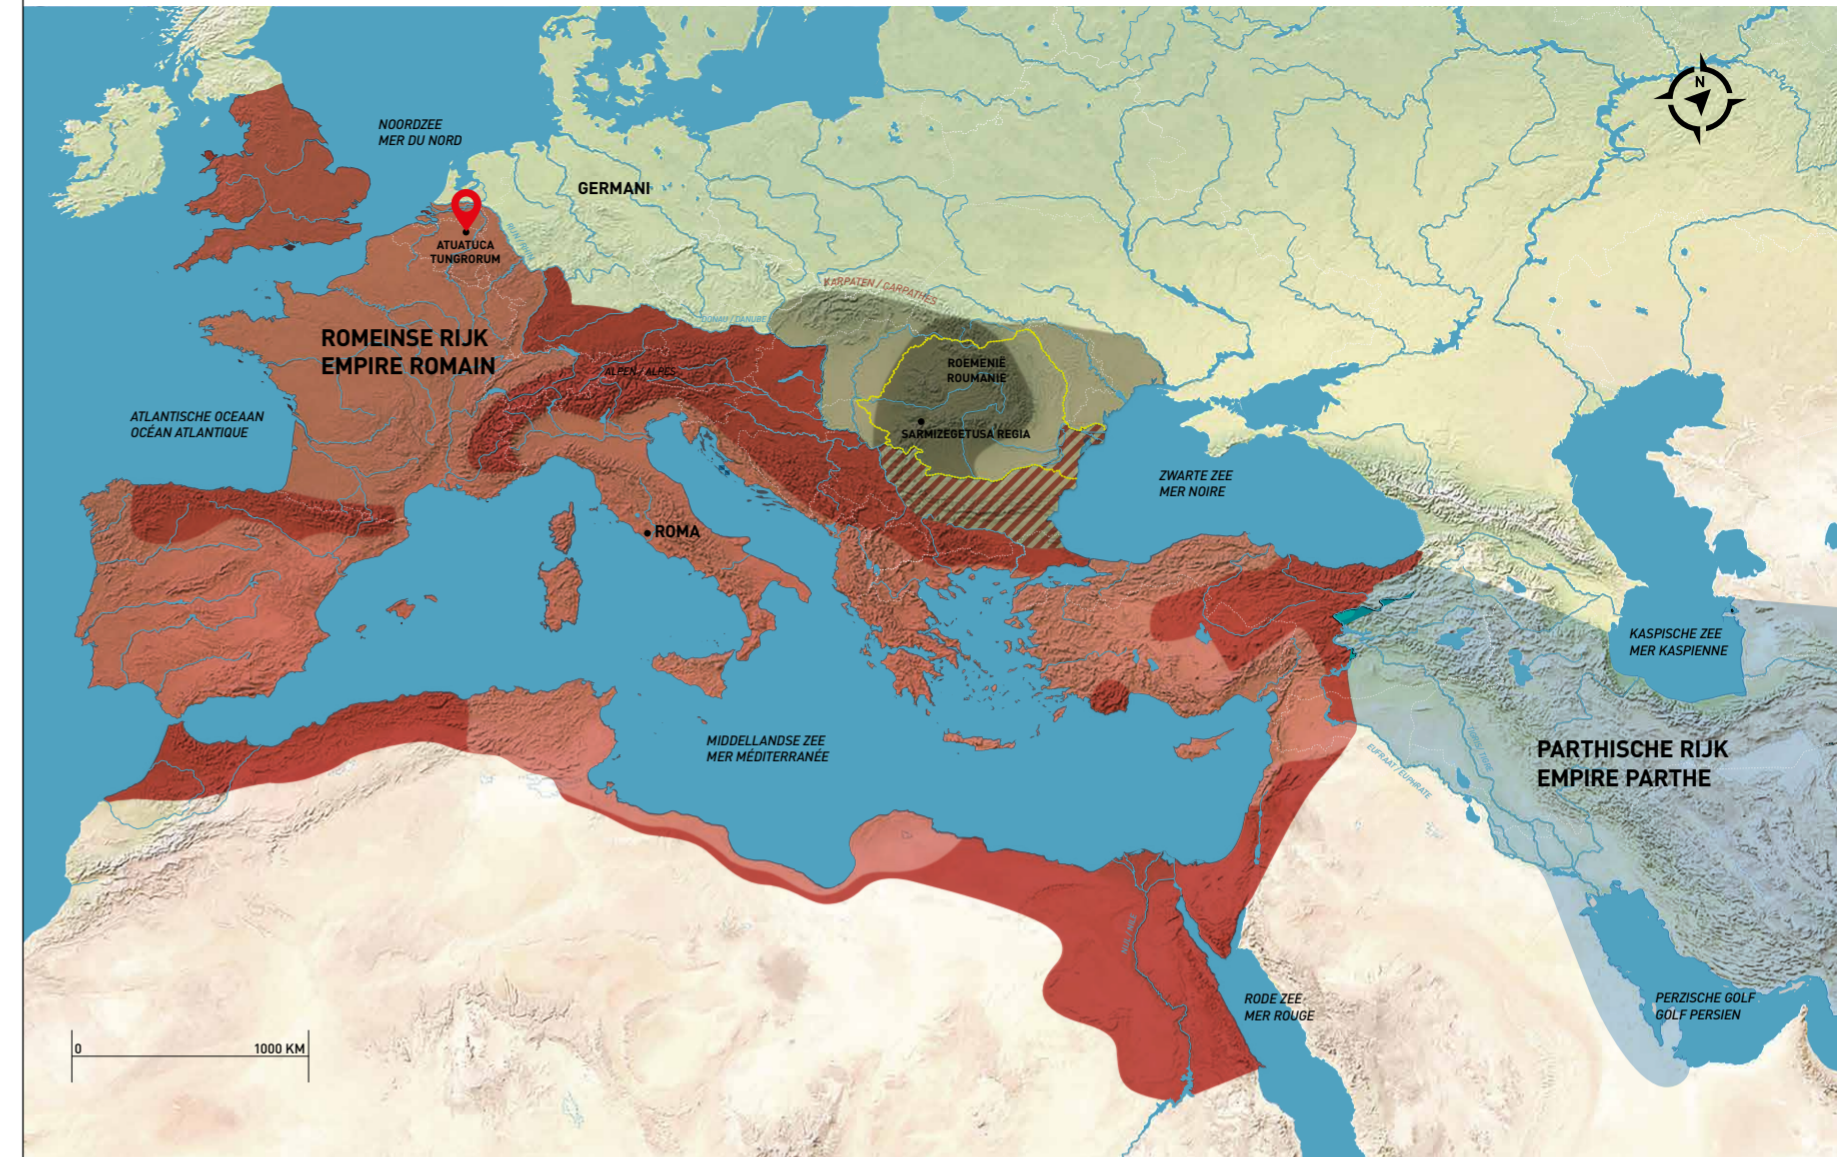 N
NOORDZEE
MER DU NORD
GERMANI
ATUATUCA
TUNGRORUM
RIJN / RHIN
KARPATEN / CARPATHES
DONAU / DANUBE
ROMEINSE RIJK
EMPIRE ROMAIN
ROEMENIË
ROUMANIE
ALPEN / ALPES
ATLANTISCHE OCEAAN
OCÉAN ATLANTIQUE
SARMIZEGETUSA REGIA
ZWARTE ZEE
MER NOIRE
ROMA
KASPISCHE ZEE
MER KASPIENNE
MIDDELLANDSE ZEE
MER MÉDITERRANÉE
PARTHISCHE RIJK
EMPIRE PARTHE
EUFRAAT / EUPHRATE
RODE ZEE
MER ROUGE
PERZISCHE GOLF
GOLF PERSIEN
0 1000 KM